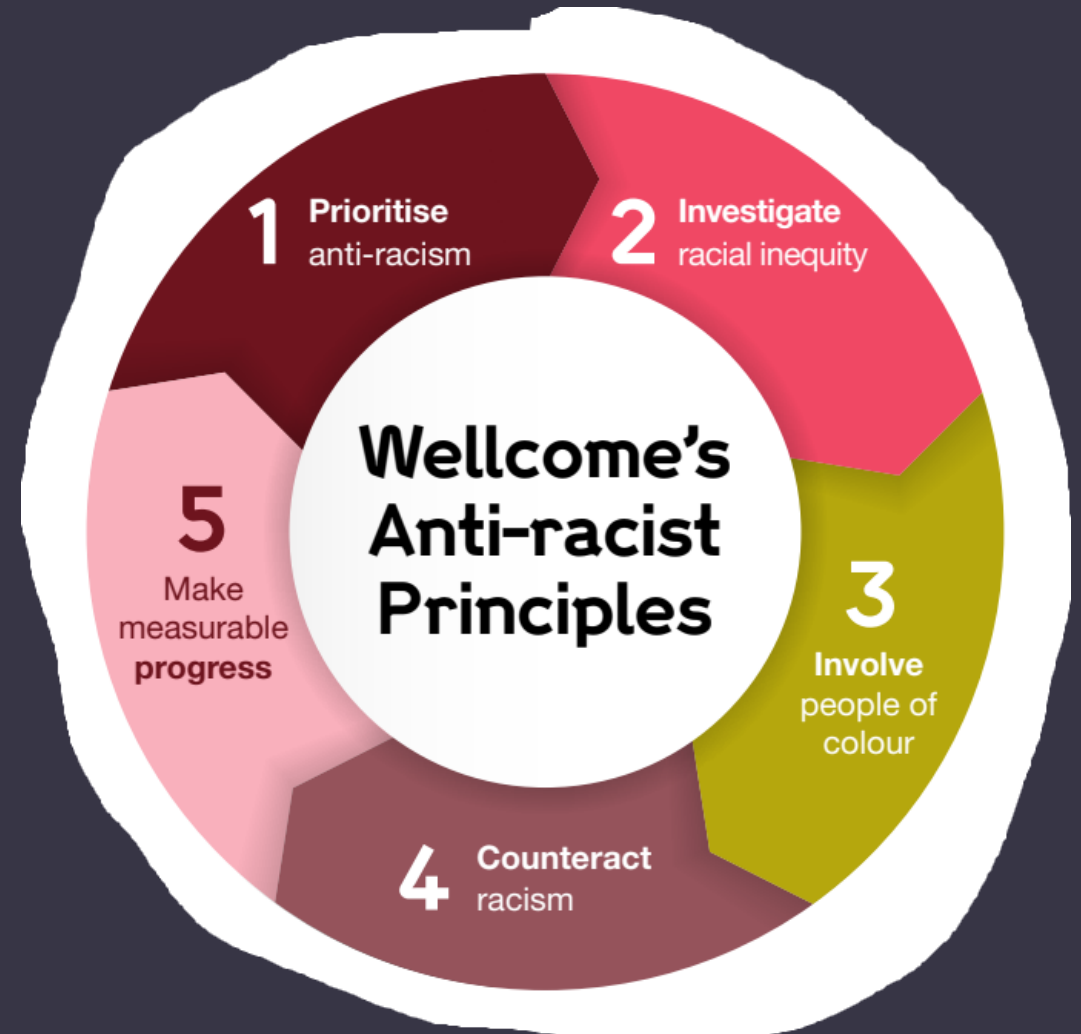 Wellcome's
Anti-racist
Principles
1
Prioritise
anti-racism
2
Investigate
racial inequity
3
Involve
people of
colour
4
Counteract
racism
5
Make
measurable
progress